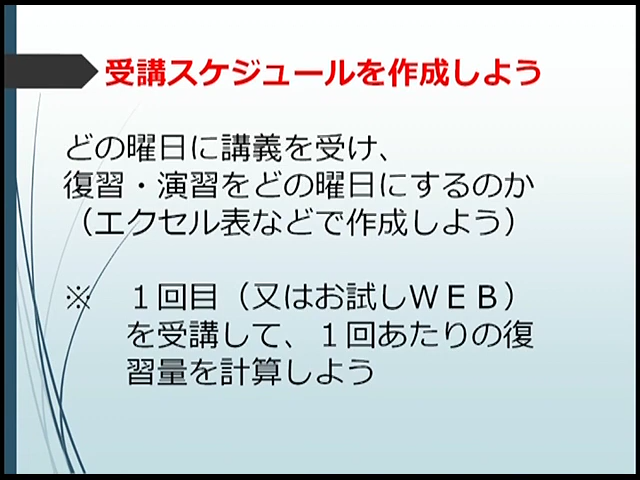 受講スケジュールを作成しよう
どの曜日に講義を受け、
復習・演習をどの曜日にするのか
（エクセル表などで作成しよう）
※　１回目（又はお試しＷＥＢ）
を受講して、１回あたりの復
習量を計算しよう